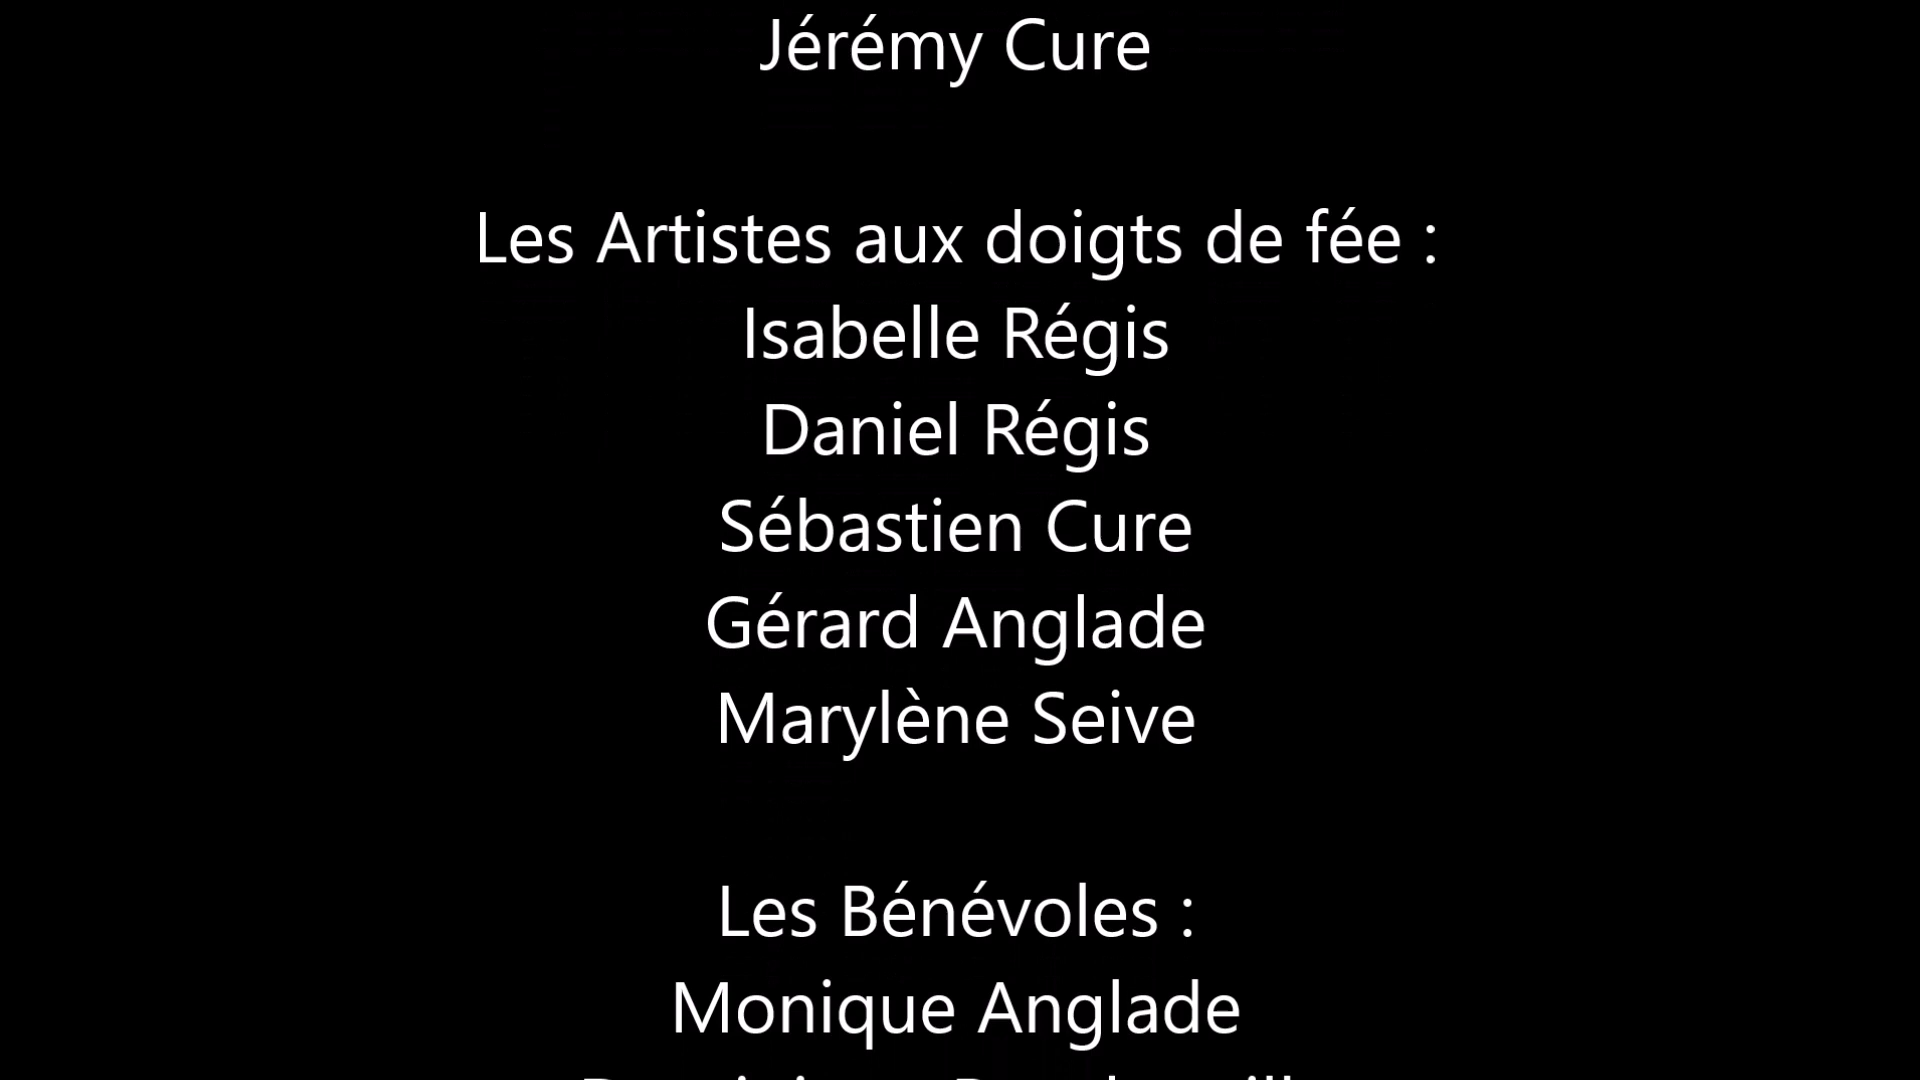 Jérémy Cure
Les Artistes aux doigts de fée :
Isabelle Régis
Daniel Régis
Sébastien Cure
Gérard Anglade
Marylène Seive
Les Bénévoles :
Monique Anglade